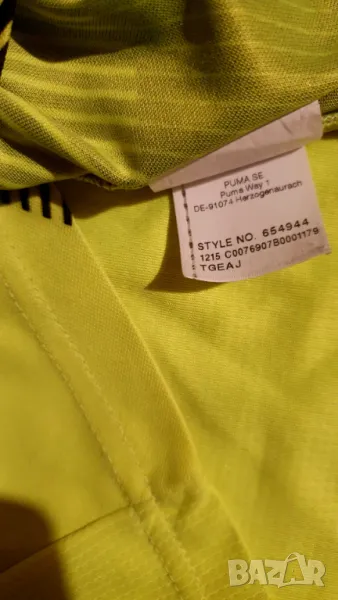 PUMA SE
Puma Way 1
DE-91074 Herzogenaurach
STYLE NO. 654944
1215 C0076907B0001179
TGEAJ
BAZAR